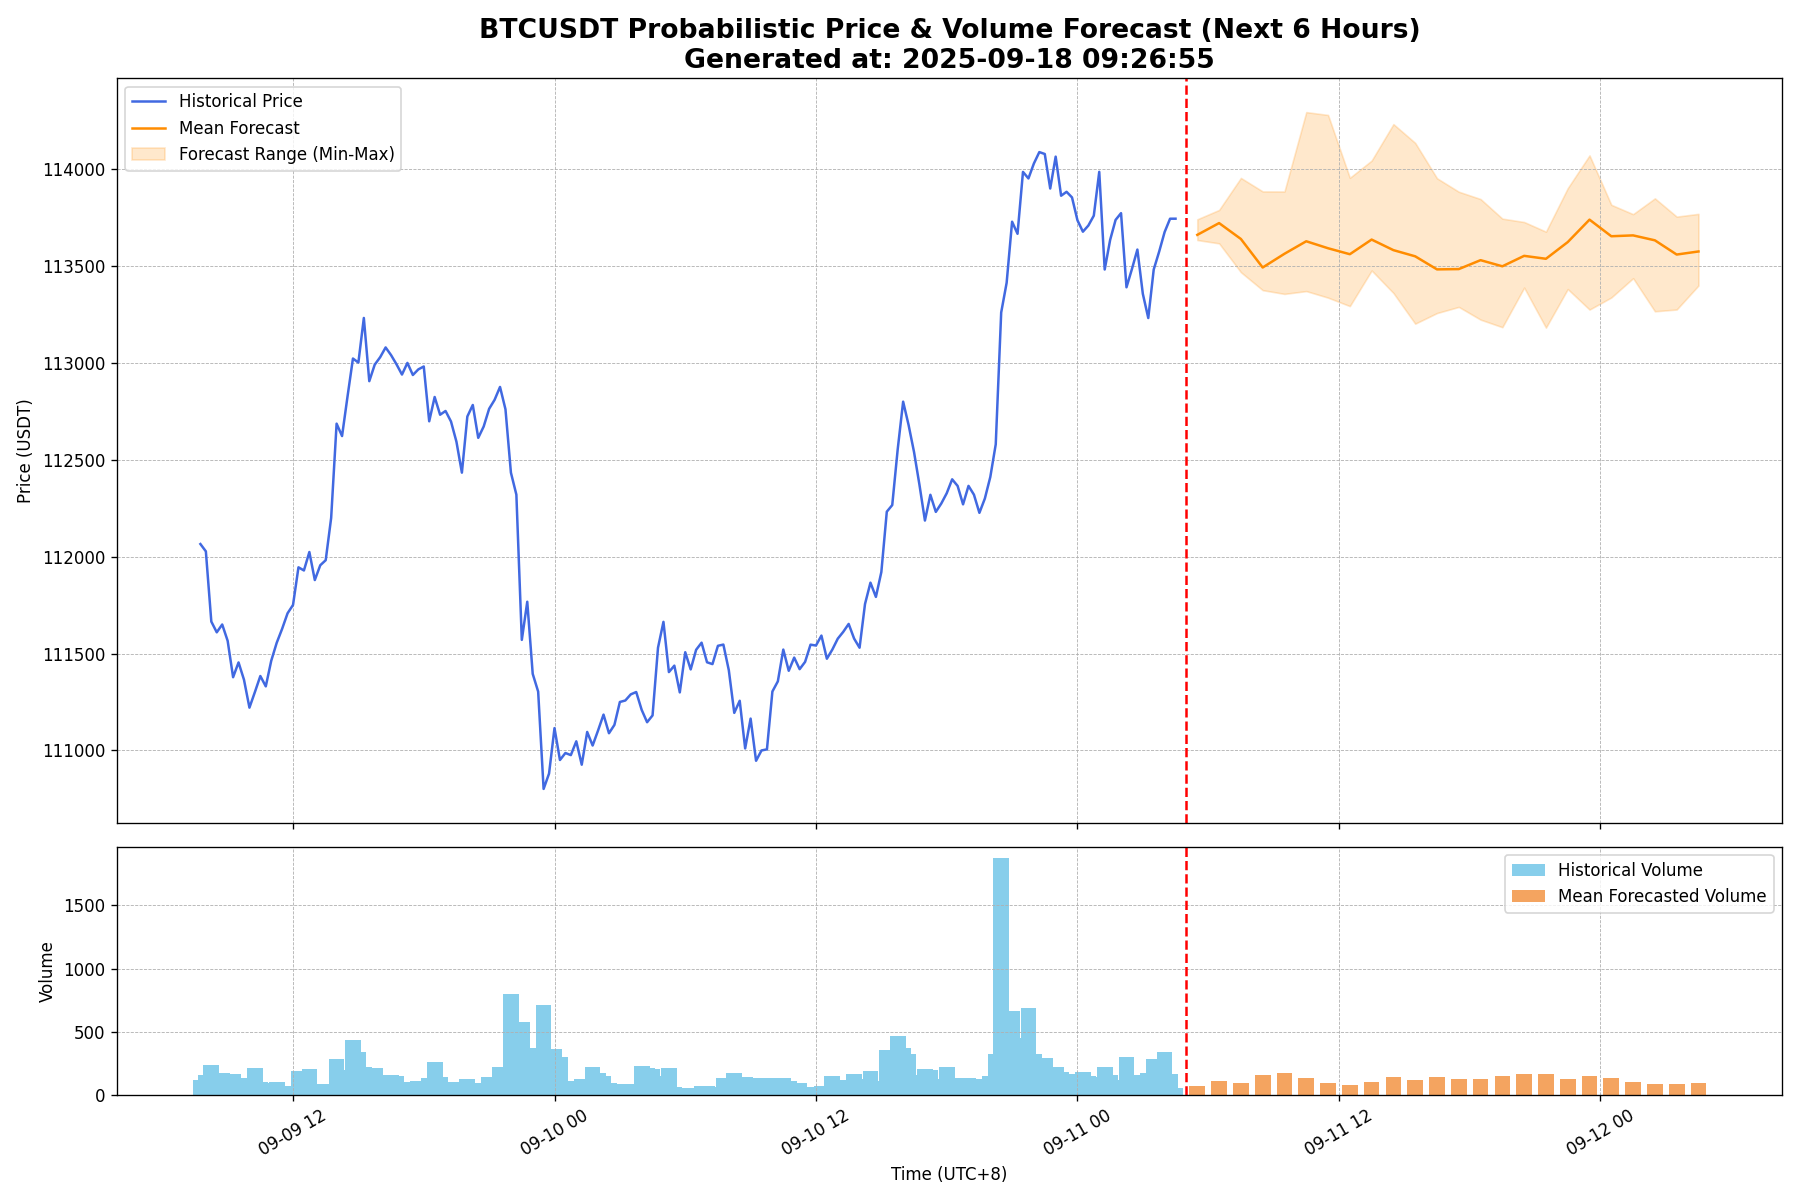 BTCUSDT Probabilistic Price & Volume Forecast (Next 6 Hours)
Generated at: 2025-09-18 09:26:55
Historical Price
Mean Forecast
Forecast Range (Min-Max)
Price (USDT)
114000
113500
113000
112500
112000
111500
111000
Historical Volume
Mean Forecasted Volume
Volume
1500
1000
500
0
09-09 12
09-10 00
09-10 12
09-11 00
09-11 12
09-12 00
Time (UTC+8)